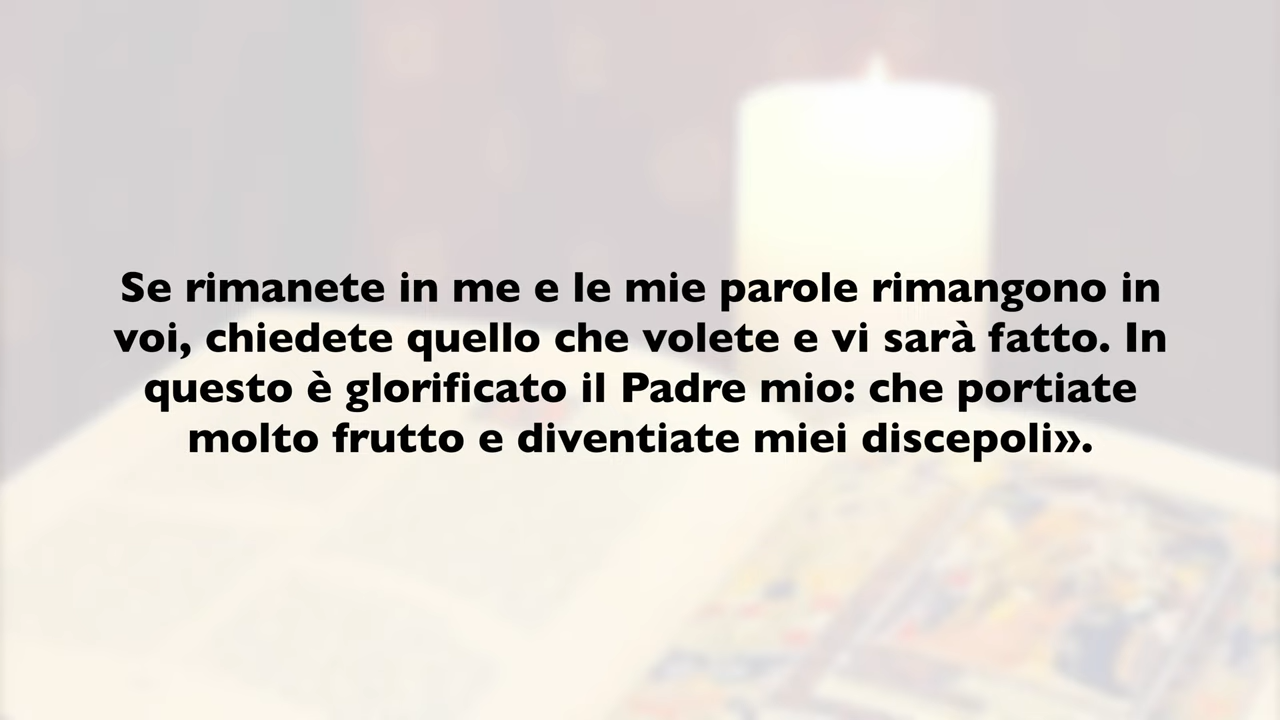 Se rimanete in me e le mie parole rimangono in
voi, chiedete quello che volete e vi sarà fatto. In
questo è glorificato il Padre mio: che portiate
molto frutto e diventiate miei discepoli».